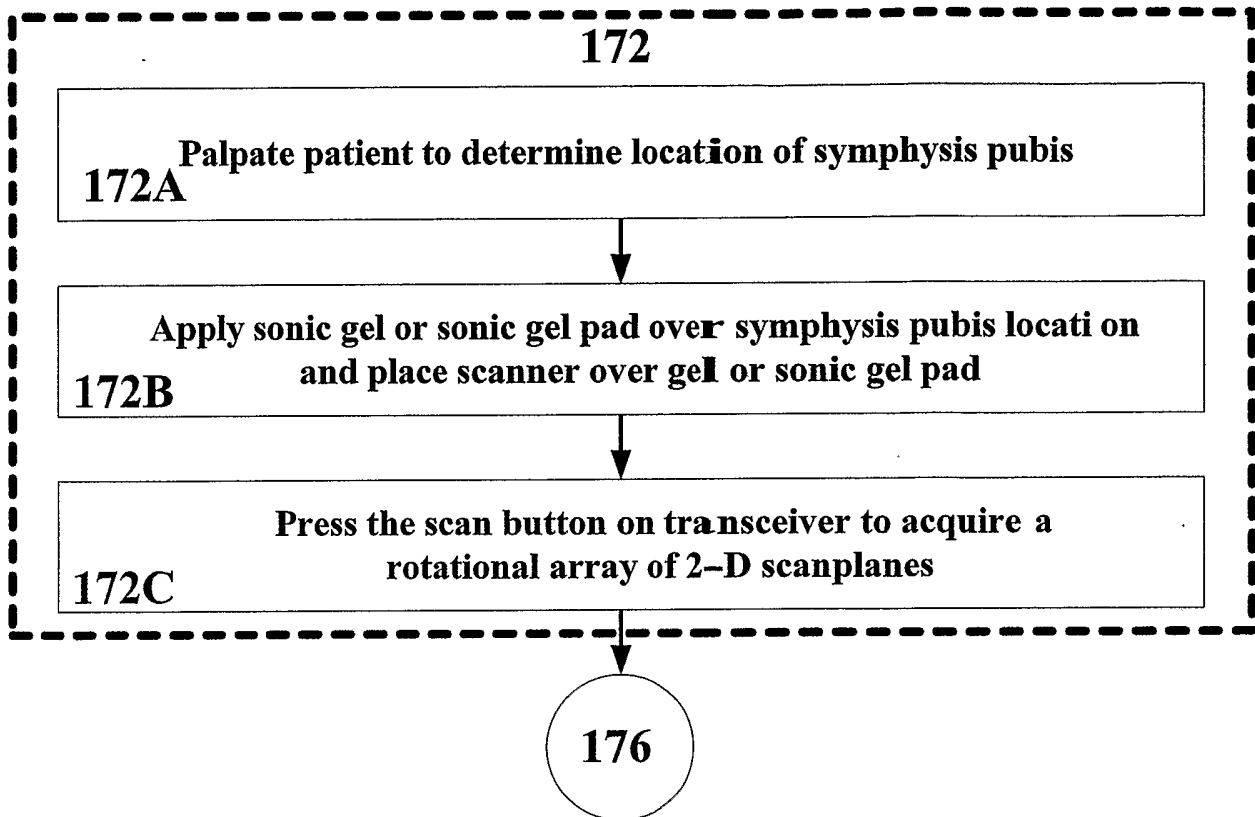 172
Palpate patient to determine location of symphysis pubis
172A
Apply sonic gel or sonic gel pad over symphysis pubis locati on
and place scanner over gel or sonic gel pad
172B
Press the scan button on transceiver to acquire a
rotational array of 2–D scanplanes
172C
176